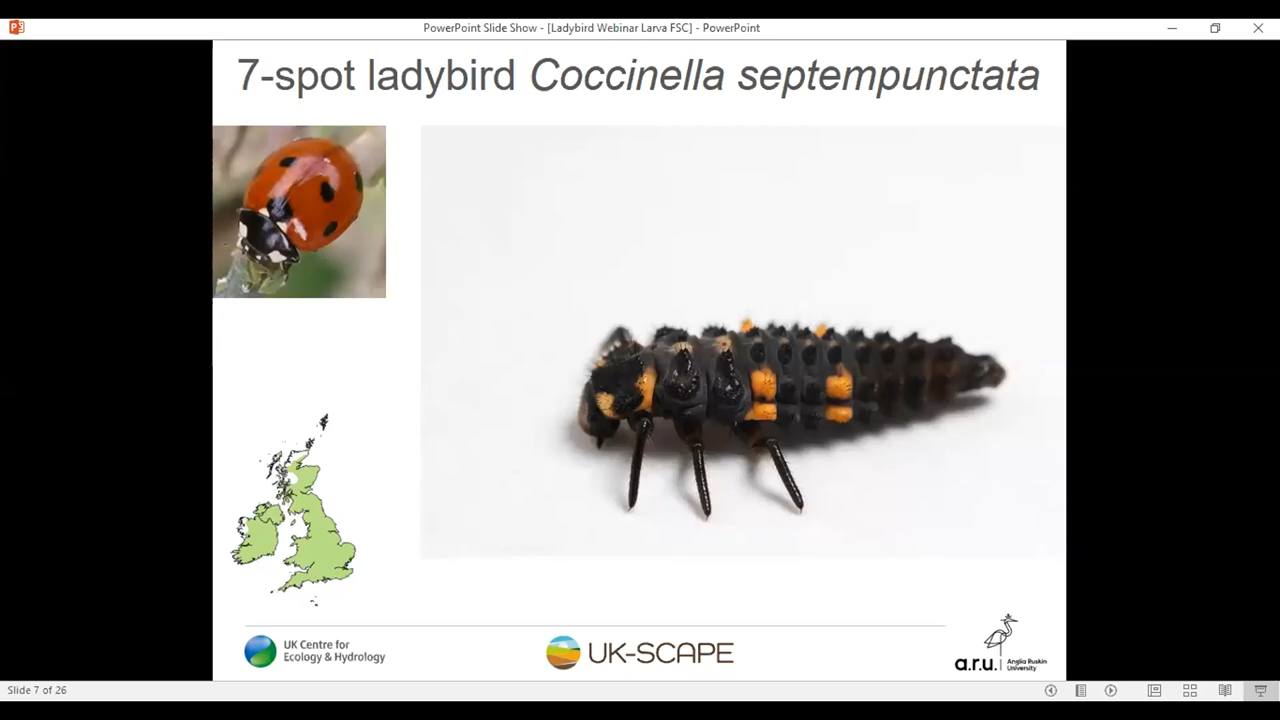 PowerPoint Slide Show - [Ladybird Webinar Larva FSC] - PowerPoint
7-spot ladybird Coccinella septempunctata
UK Centre for
Ecology & Hydrology
UK-SCAPE
a.r.u. Anglia Ruskin
University
Slide 7 of 26